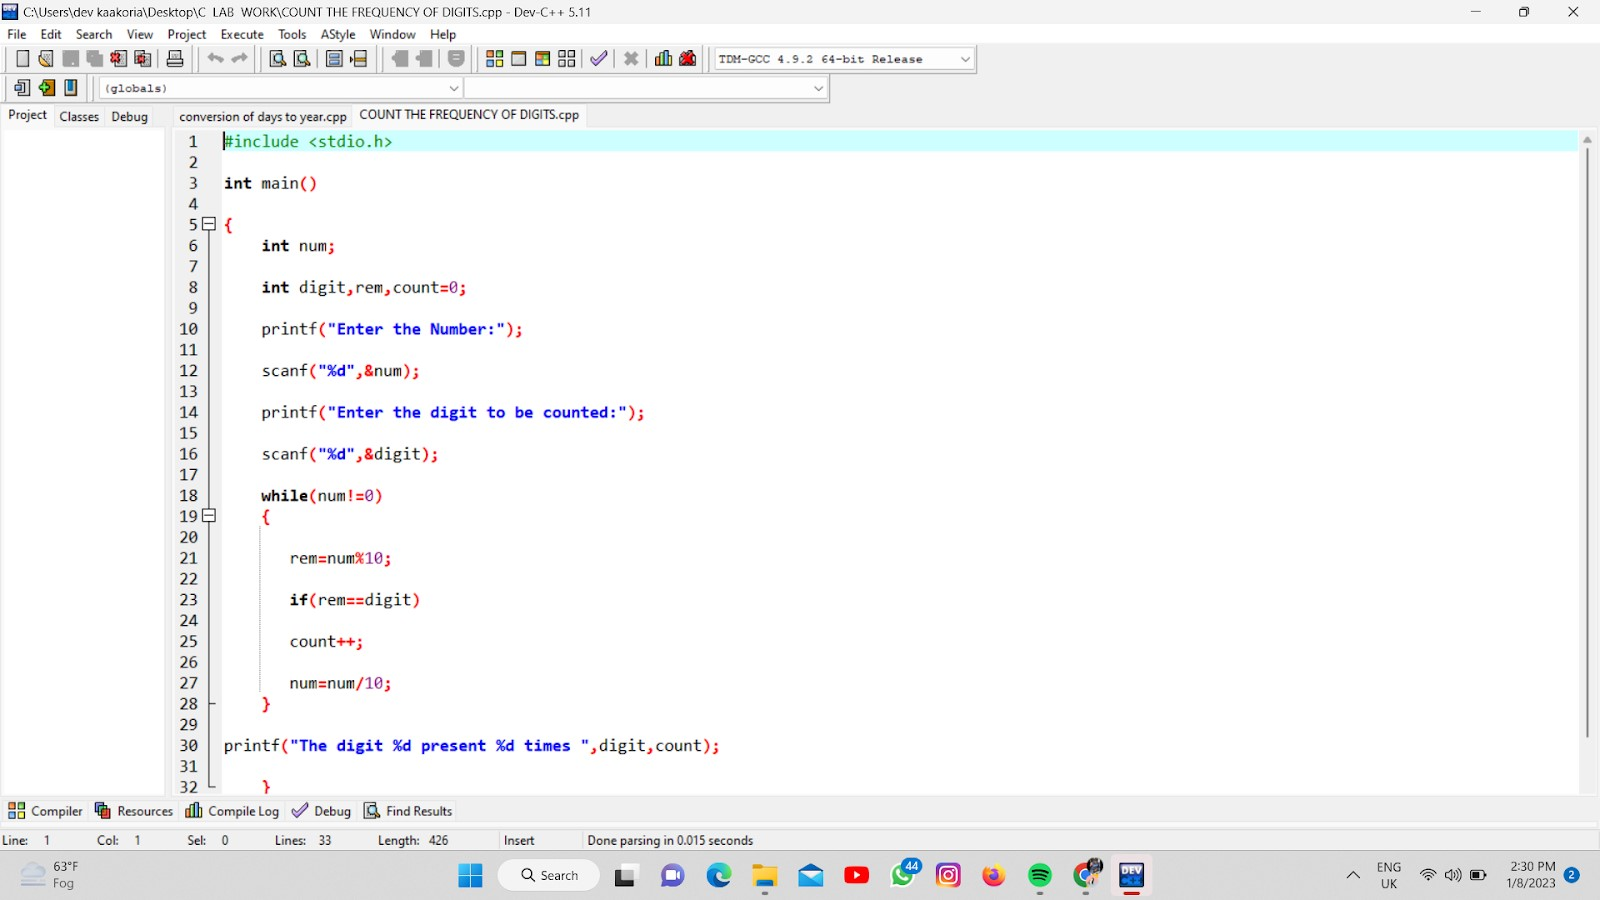 C:\Users\dev kaakoria\Desktop\C  LAB  WORK\COUNT THE FREQUENCY OF DIGITS.cpp - Dev-C++ 5.11
File Edit Search View Project Execute Tools AStyle Window Help
TDM-GCC 4.9.2 64-bit Release
(globals)
Project Classes Debug conversion of days to year.cpp COUNT THE FREQUENCY OF DIGITS.cpp
1 #include <stdio.h>
2
3 int main()
4
5 {
6 int num;
7
8 int digit,rem,count=0;
9
10 printf("Enter the Number:");
11
12 scanf("%d",&num);
13
14 printf("Enter the digit to be counted:");
15
16 scanf("%d",&digit);
17
18 while(num!=0)
19 {
20
21 rem=num%10;
22
23 if(rem==digit)
24
25 count++;
26
27 num=num/10;
28 }
29
30 printf("The digit %d present %d times ",digit,count);
31
32 }
Compiler Resources Compile Log Debug Find Results
Line: 1 Col: 1 Sel: 0 Lines: 33 Length: 426 Insert Done parsing in 0.015 seconds
63°F
Fog
Search
44
DEV
ENG
UK
2:30 PM
1/8/2023
2